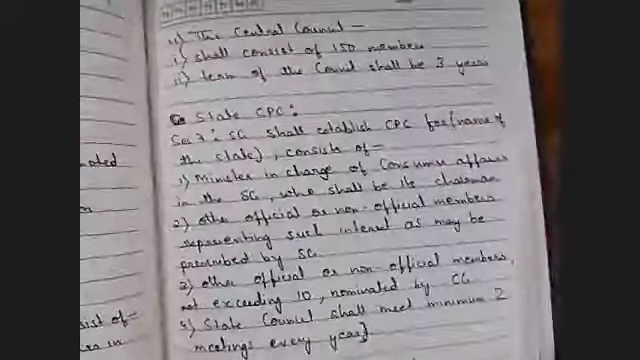 ii) The Central Council -
i) shall consist of 150 members
ii) term of the Council shall be 3 years
State CPC:
Sec 7: SG shall establish CPC for [name of
the state], consists of -
1) Minister in charge of Consumer affairs
in the SG, who shall be its chairman
2) other official or non-official members
representing such interest as may be
prescribed by SG
3) other official or non official members,
not exceeding 10, nominated by CG
4) State Council shall meet minimum 2
meetings every year]